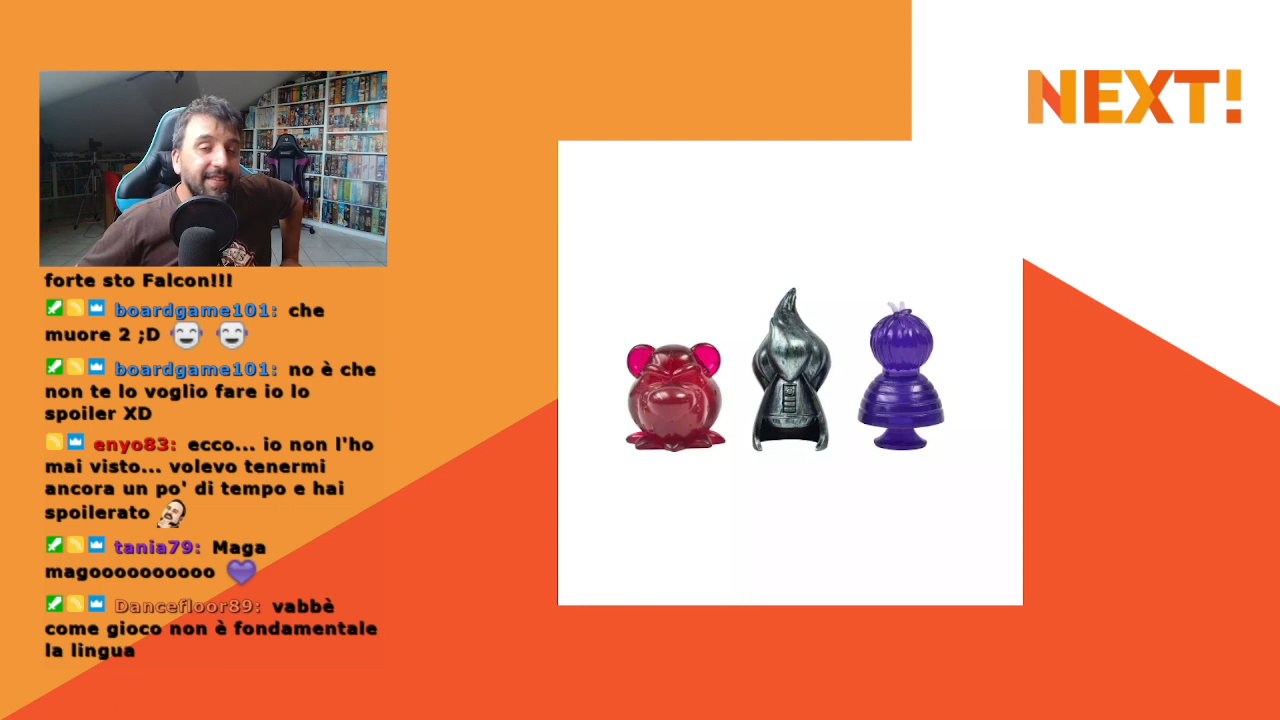 NEXT!
forte sto Falcon!!!
boardgame101: che
muore 2 ;D
boardgame101: no è che
non te lo voglio fare io lo
spoiler XD
enyo83: ecco... io non l'ho
mai visto... volevo tenermi
ancora un po' di tempo e hai
spoilerato
tania79: Maga
magoooooooooo
Dancefloor89: vabbè
come gioco non è fondamentale
la lingua